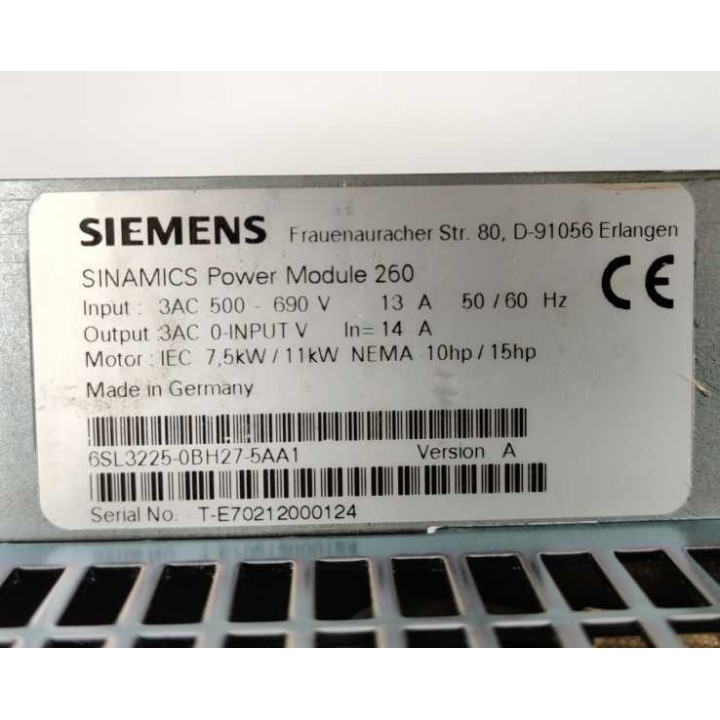 SIEMENS Frauenauracher Str. 80, D-91056 Erlangen
SINAMICS Power Module 260
Input : 3AC 500 - 690 V 13 A 50 / 60 Hz
Output :3AC 0-INPUT V In= 14 A
Motor : IEC 7,5kW / 11kW NEMA 10hp / 15hp
Made in Germany
CE
6SL3225-0BH27-5AA1 Version A
Serial No. T-E70212000124